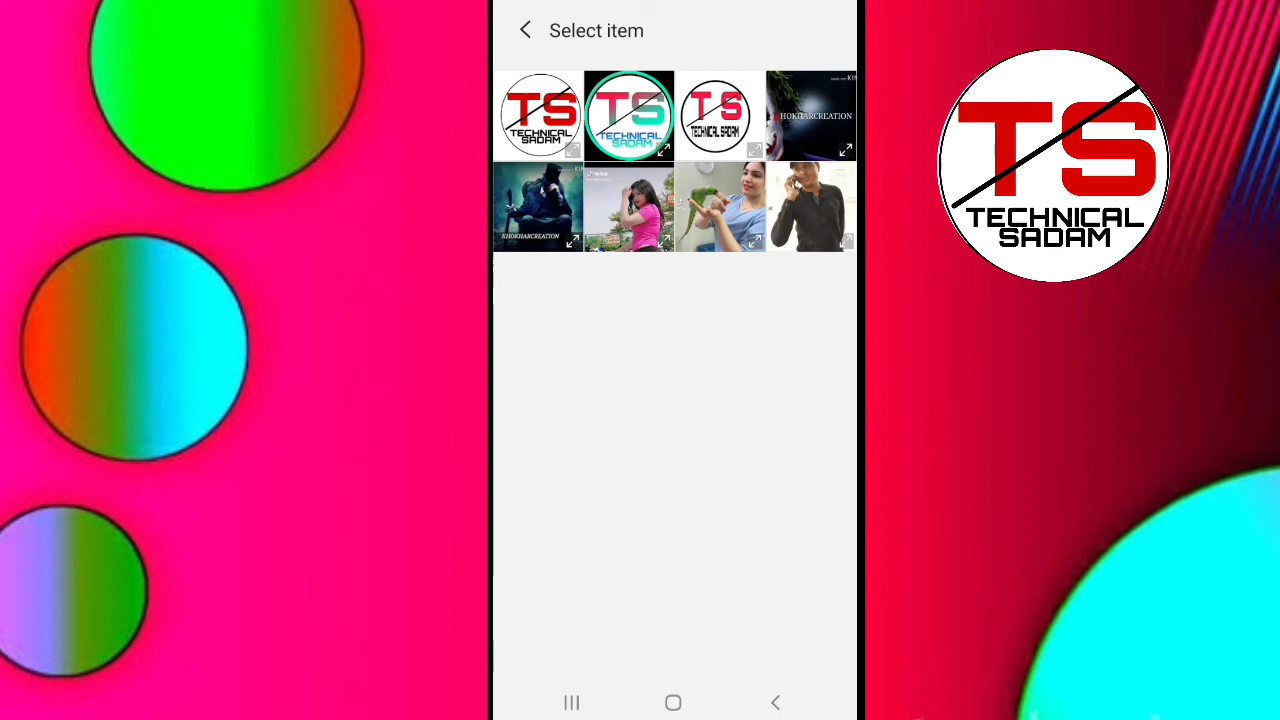 Select item
TS
TECHNICAL
SADAM
TS
TECHNICAL
SADAM
TS
TECHNICAL SADAM
KHOKHARCREATION
KHOKHARCREATION
TS
TECHNICAL
SADAM